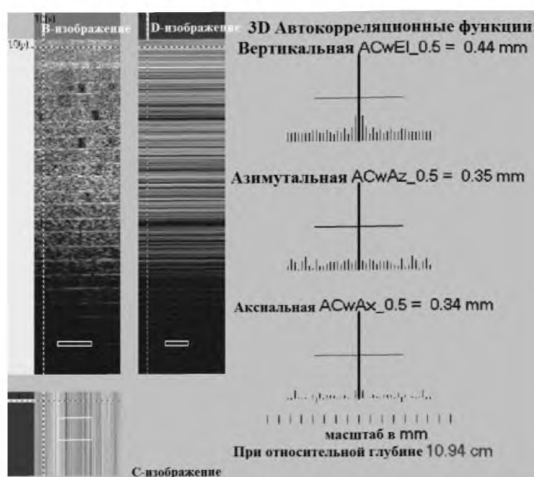 В-изображение
D-изображение
3D Автокорреляционные функции
Вертикальная ACwEl_0.5 = 0.44 mm
Азимутальная ACwAz_0.5 = 0.35 mm
Аксиальная ACwAx_0.5 = 0.34 mm
масштаб в mm
При относительной глубине 10.94 cm
С-изображение